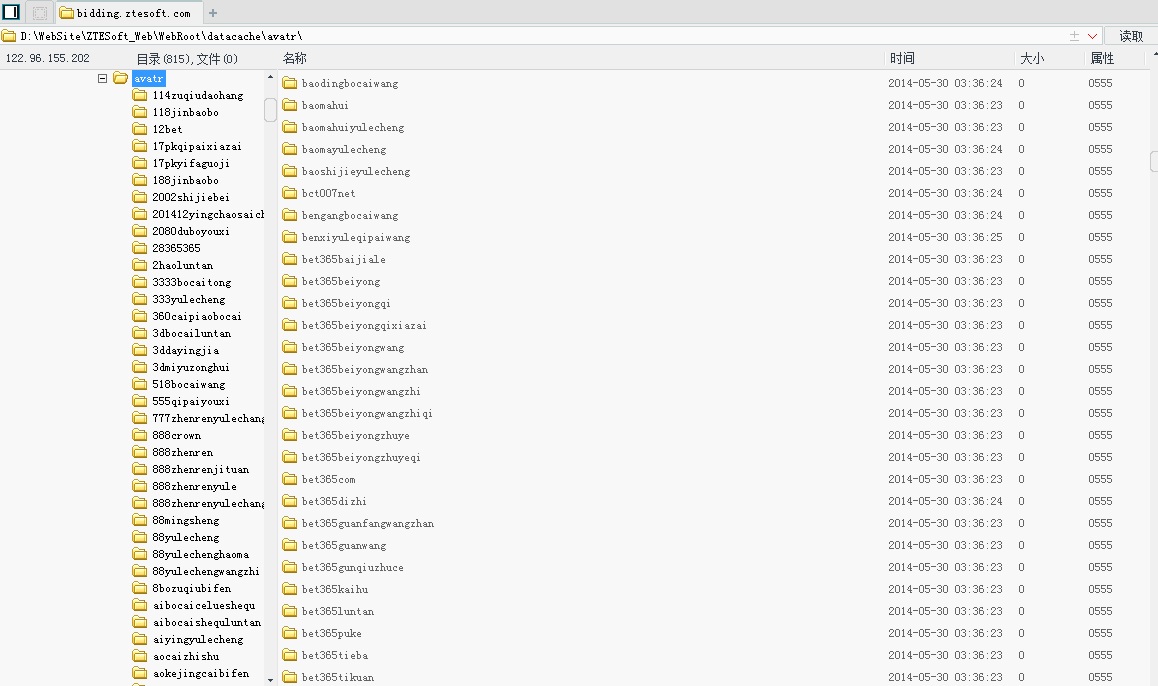 bidding.ztesoft.com
D:\WebSite\ZTESoft_Web\WebRoot\datacache\avatr\
读取
122.96.155.202 目录(815),文件(0) 名称 时间 大小 属性
avatr
114zuqiudaohang
118jinbaobo
12bet
17pkqipaixiazai
17pkyifaguoji
188jinbaobo
2002shijiebei
201412yingchaosaich
2080duboyouxi
28365365
2haoluntan
3333bocaitong
333yulecheng
360caipiaobocai
3dbocailuntan
3ddayingjia
3dmiyuzonghui
518bocaiwang
555qipaiyouxi
777zhenrenyulechang
888crown
888zhenren
888zhenrenjituan
888zhenrenyule
888zhenrenyulechang
88mingsheng
88yulecheng
88yulechenghaoma
88yulechengwangzhi
8bozuqiubifen
aibocaicelueshequ
aibocaishequluntan
aiyingyulecheng
aocaizhishu
aokejingcaibifen
baodingbocaiwang 2014-05-30 03:36:24 0 0555
baomahui 2014-05-30 03:36:23 0 0555
baomahuiyulecheng 2014-05-30 03:36:23 0 0555
baomayulecheng 2014-05-30 03:36:24 0 0555
baoshijieyulecheng 2014-05-30 03:36:23 0 0555
bct007net 2014-05-30 03:36:24 0 0555
bengangbocaiwang 2014-05-30 03:36:24 0 0555
benxiyuleqipaiwang 2014-05-30 03:36:25 0 0555
bet365baijiale 2014-05-30 03:36:23 0 0555
bet365beiyong 2014-05-30 03:36:23 0 0555
bet365beiyongqi 2014-05-30 03:36:23 0 0555
bet365beiyongqixiazai 2014-05-30 03:36:23 0 0555
bet365beiyongwang 2014-05-30 03:36:23 0 0555
bet365beiyongwangzhan 2014-05-30 03:36:23 0 0555
bet365beiyongwangzhi 2014-05-30 03:36:23 0 0555
bet365beiyongwangzhiqi 2014-05-30 03:36:23 0 0555
bet365beiyongzhuye 2014-05-30 03:36:23 0 0555
bet365beiyongzhuyeqi 2014-05-30 03:36:23 0 0555
bet365com 2014-05-30 03:36:23 0 0555
bet365dizhi 2014-05-30 03:36:24 0 0555
bet365guanfangwangzhan 2014-05-30 03:36:23 0 0555
bet365guanwang 2014-05-30 03:36:23 0 0555
bet365gunqiuzhuce 2014-05-30 03:36:23 0 0555
bet365kaihu 2014-05-30 03:36:23 0 0555
bet365luntan 2014-05-30 03:36:23 0 0555
bet365puke 2014-05-30 03:36:23 0 0555
bet365tieba 2014-05-30 03:36:23 0 0555
bet365tikuan 2014-05-30 03:36:23 0 0555